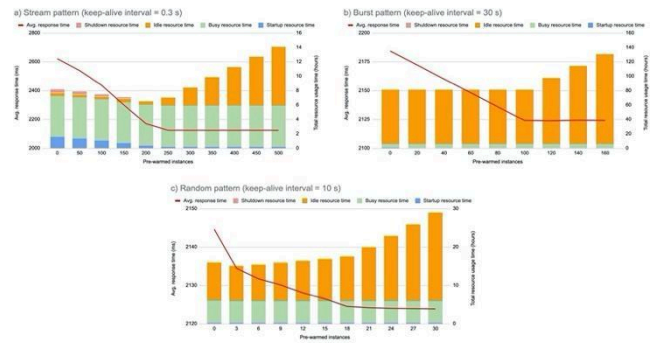 a) Stream pattern (keep-alive interval = 0.3 s)
Avg. response time Shutdown resource time Idle resource time Busy resource time Startup resource time
2800
2600
2400
2200
2000
16
14
12
10
8
6
4
2
0
0 50 100 150 200 250 300 350 400 450 500
Avg. response time (ms)
Total resource usage time (hours)
Pre-warmed instances
b) Burst pattern (keep-alive interval = 30 s)
Avg. response time Shutdown resource time Idle resource time Busy resource time Startup resource time
2200
2175
2150
2125
2100
160
140
120
100
80
60
40
20
0
0 20 40 60 80 100 120 140 160
Avg. response time (ms)
Total resource usage time (hours)
Pre-warmed instances
c) Random pattern (keep-alive interval = 10 s)
Avg. response time Shutdown resource time Idle resource time Busy resource time Startup resource time
2150
2140
2130
2120
30
20
10
0
0 3 6 9 12 15 18 21 24 27 30
Avg. response time (ms)
Total resource usage time (hours)
Pre-warmed instances